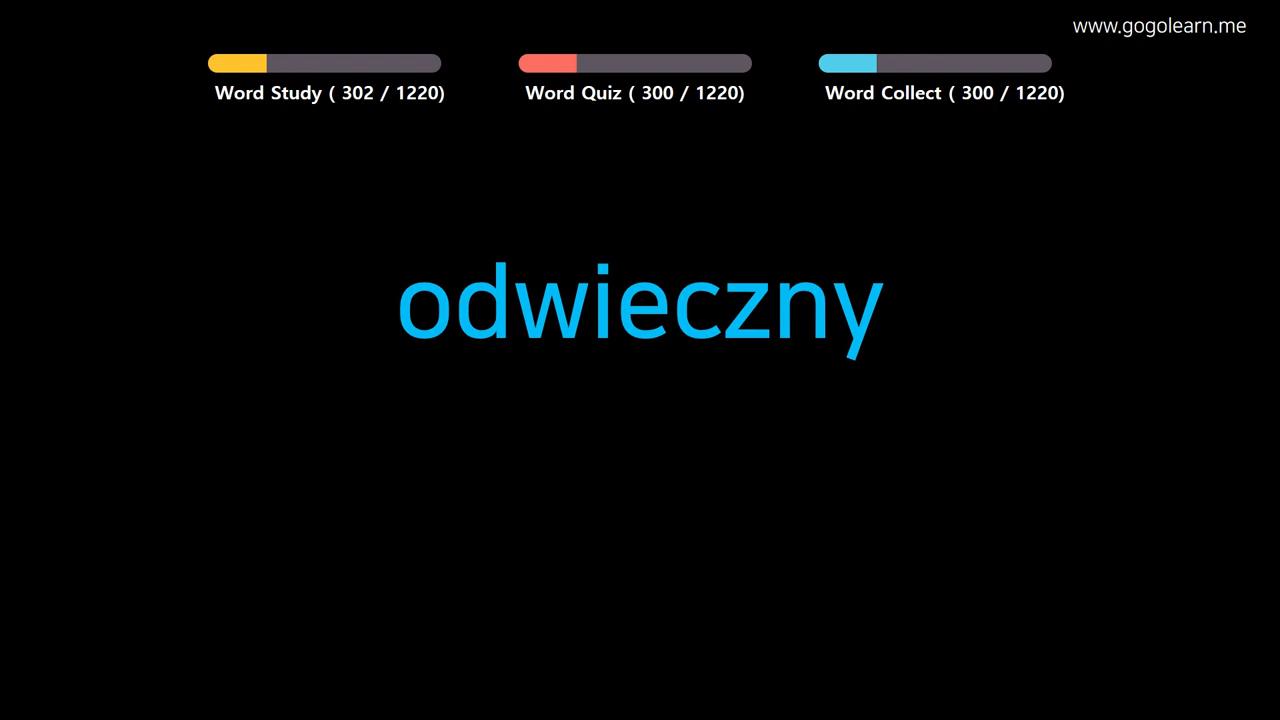 www.gogolearn.me
Word Study ( 302 / 1220)
Word Quiz ( 300 / 1220)
Word Collect ( 300 / 1220)
odwieczny